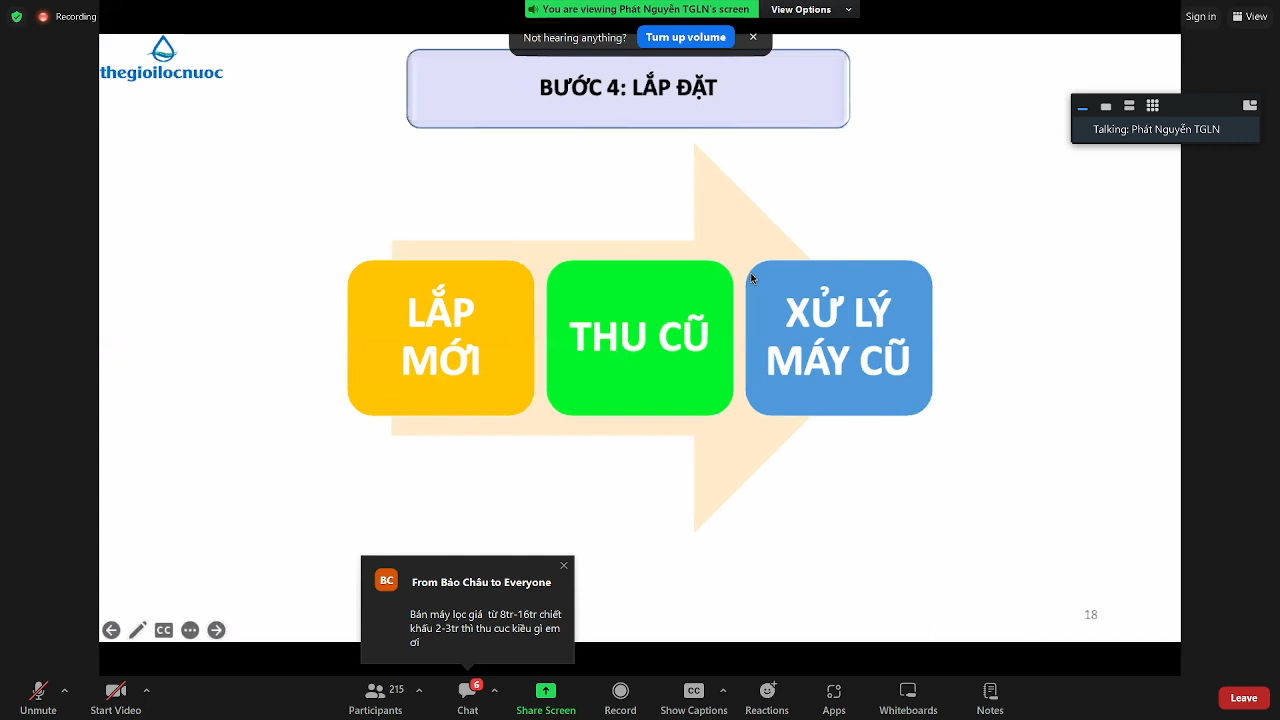 You are viewing Phát Nguyễn TGLN's screen
View Options
Recording
Sign in
View
Not hearing anything?
Turn up volume
thegioilocnuoc
BƯỚC 4: LẮP ĐẶT
Talking: Phát Nguyễn TGLN
LẮP
MỚI
THU CŨ
XỬ LÝ
MÁY CŨ
BC
From Bảo Châu to Everyone
Bán máy lọc giá từ 8tr-16tr chiết
khấu 2-3tr thì thu cuc kiều gì em
ơi
18
CC
Unmute
Start Video
215
Participants
6
Chat
Share Screen
Record
CC
Show Captions
Reactions
Apps
Whiteboards
Notes
Leave